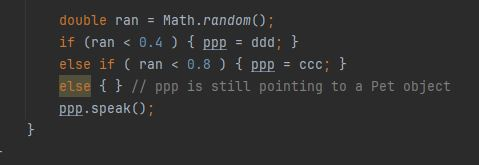 double ran = Math.random();
if (ran < 0.4 ) { ppp = ddd; }
else if ( ran < 0.8 ) { ppp = ccc; }
else { } // ppp is still pointing to a Pet object
ppp.speak();
}